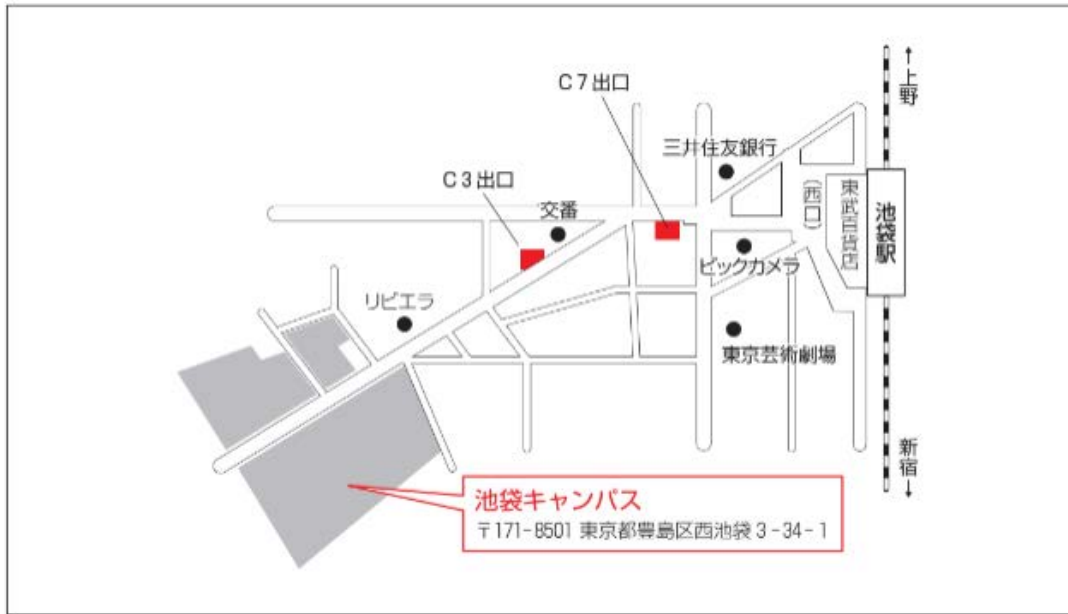 ↑上野
C7出口
三井住友銀行
C3出口
交番
(西口)
東武百貨店
池袋駅
ビックカメラ
リビエラ
東京芸術劇場
新宿↓
池袋キャンパス
〒171-8501 東京都豊島区西池袋3-34-1